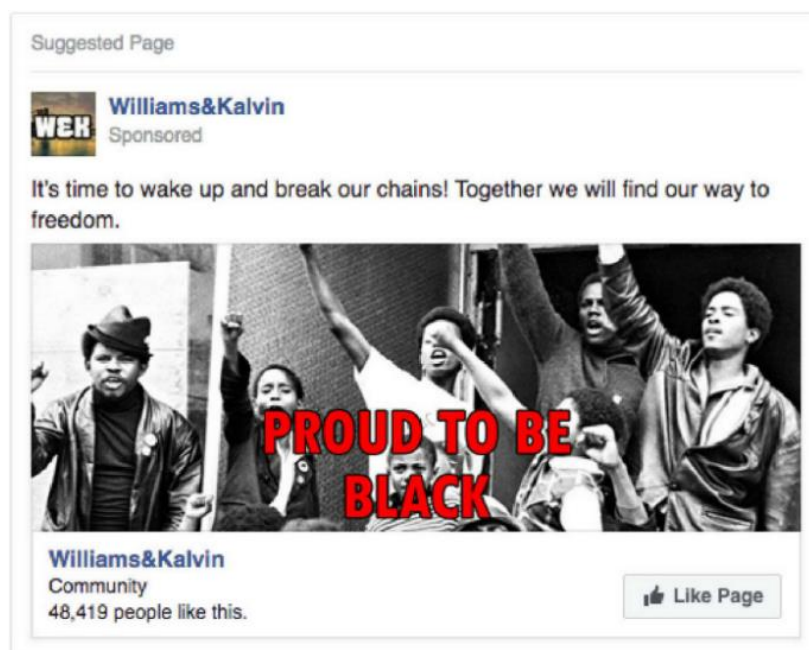 Suggested Page
W&K
Williams&Kalvin
Sponsored
It's time to wake up and break our chains! Together we will find our way to
freedom.
PROUD TO BE
BLACK
Williams&Kalvin
Community
48,419 people like this.
Like Page